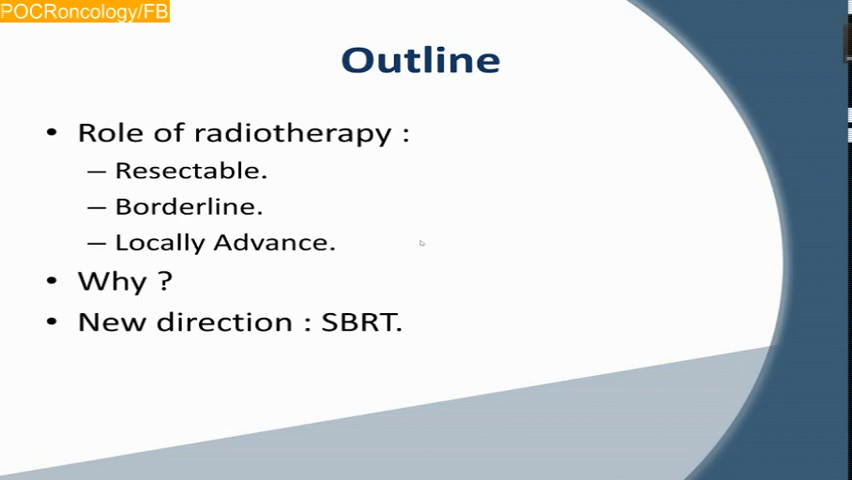 POCRoncology/FB
Outline
• Role of radiotherapy :
– Resectable.
– Borderline.
– Locally Advance.
• Why ?
• New direction : SBRT.